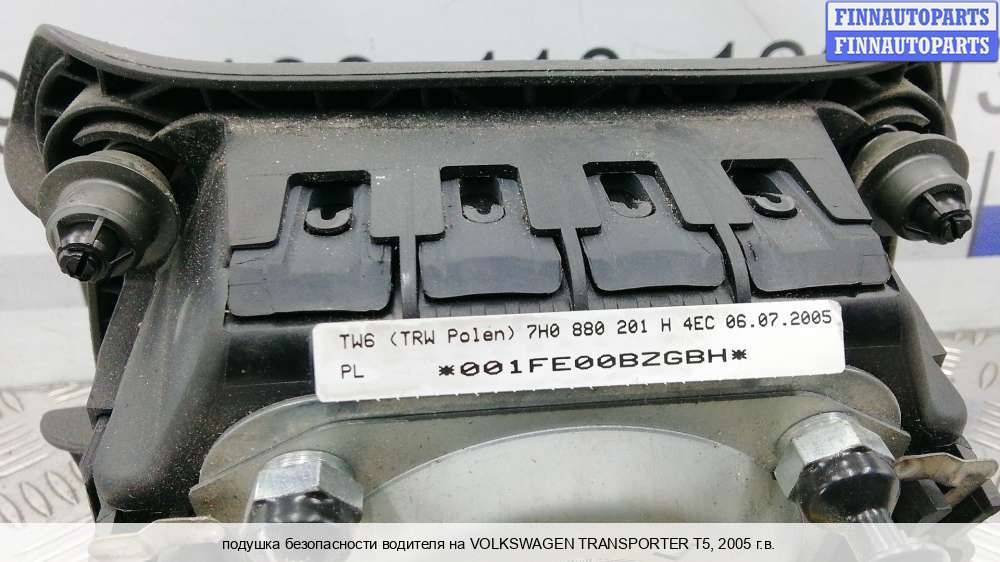 FINNAUTOPARTS
FINNAUTOPARTS
TW6 (TRW Polen) 7H0 880 201 H 4EC 06.07.2005
PL *001FE00BZGBH*
подушка безопасности водителя на VOLKSWAGEN TRANSPORTER T5, 2005 г.в.